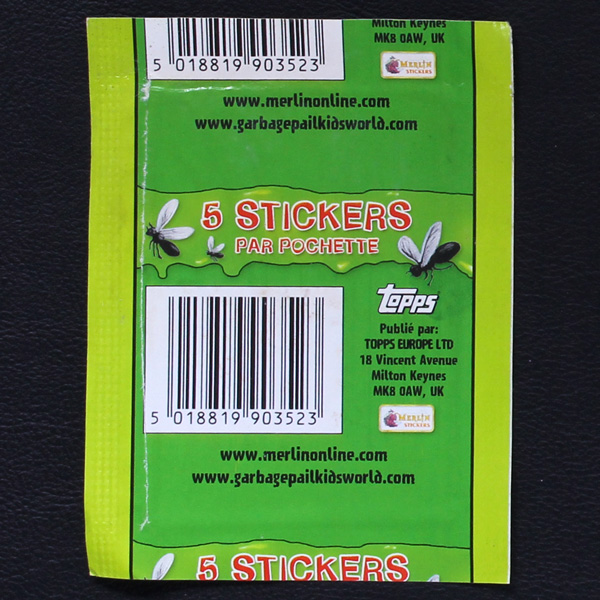 Milton Keynes
MK8 0AW, UK
5 018819 903523
MERLIN
STICKERS
www.merlinonline.com
www.garbagepailkidsworld.com
5 STICKERS
PAR POCHETTE
topps
Publié par:
TOPPS EUROPE LTD
18 Vincent Avenue
Milton Keynes
MK8 0AW, UK
5 018819 903523
MERLIN
STICKERS
www.merlinonline.com
www.garbagepailkidsworld.com
5 STICKERS